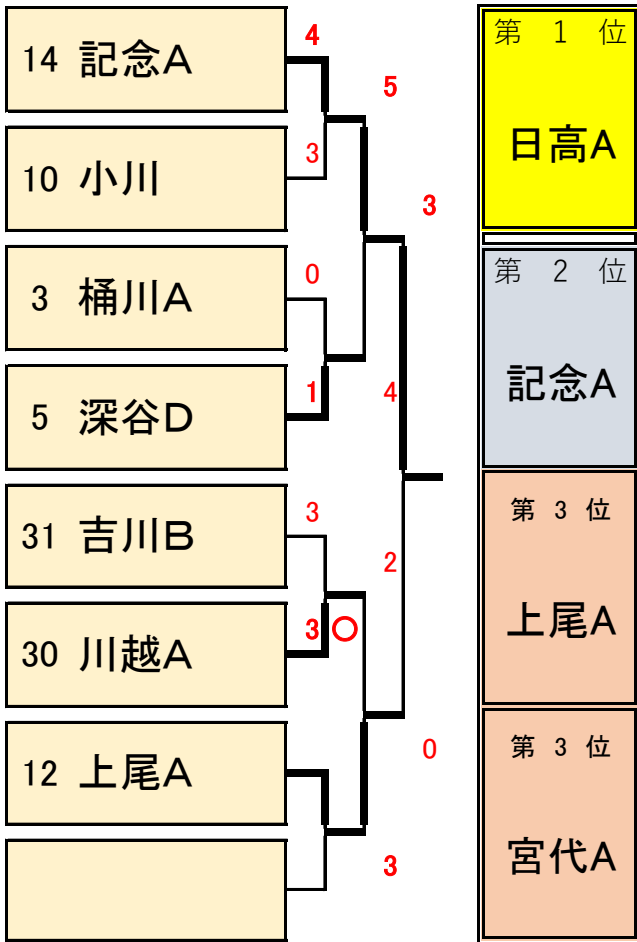 14 記念A
4
5
10 小川
3
3
3 桶川A
0
5 深谷D
1
4
31 吉川B
3
2
30 川越A
3 ○
12 上尾A
0
3
第 1 位
日高A
第 2 位
記念A
第 3 位
上尾A
第 3 位
宮代A